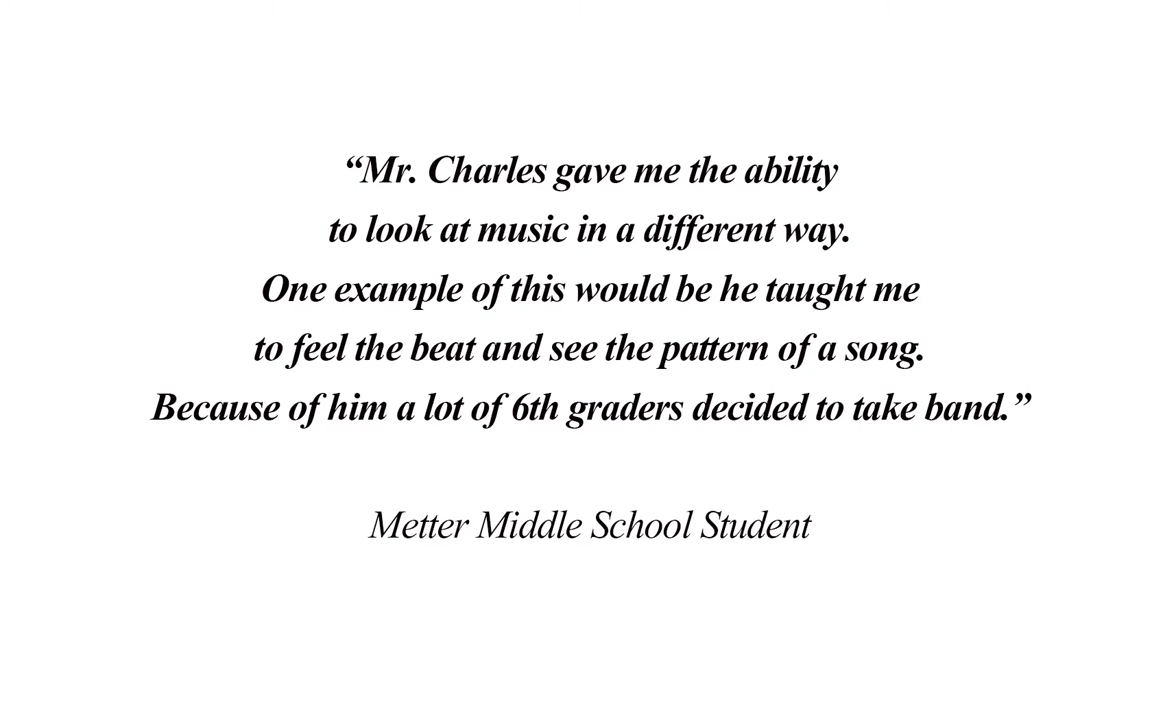 “Mr. Charles gave me the ability
to look at music in a different way.
One example of this would be he taught me
to feel the beat and see the pattern of a song.
Because of him a lot of 6th graders decided to take band.”
Metter Middle School Student